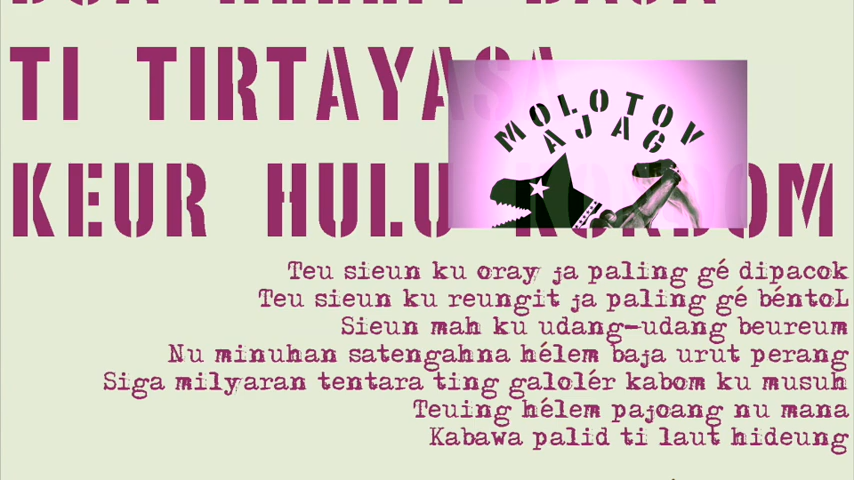 TI TIRTAYASA
KEUR HULU KONDOM
MOLOTOV
AJAG
Teu sieun ku oray ja paling gé dipacok
Teu sieun ku reungit ja paling gé béntoL
Sieun mah ku udang-udang beureum
Nu minuhan satengahna hélem baja urut perang
Siga milyaran tentara ting galolér kabom ku musuh
Teuing hélem pajoang nu mana
Kabawa palid ti laut hideung